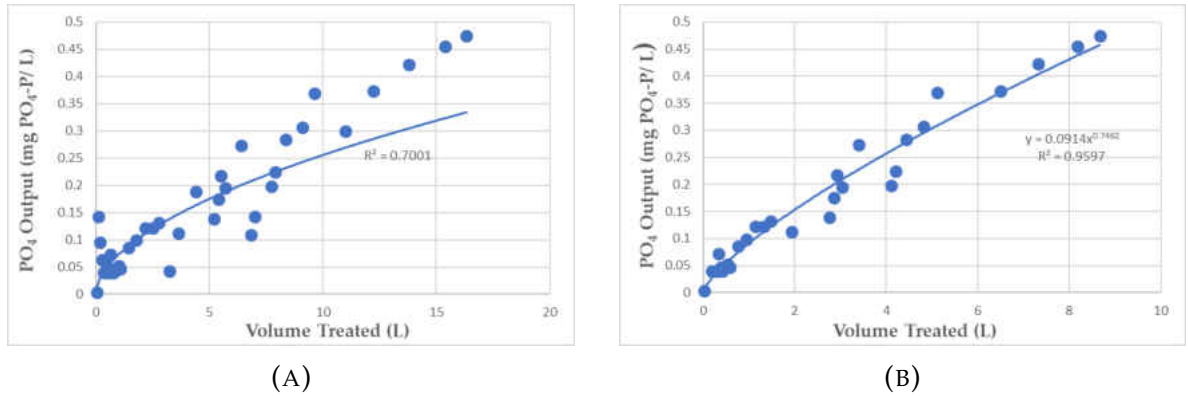 PO4 Output (mg PO4-P/ L)
0.5
0.45
0.4
0.35
0.3
0.25
0.2
0.15
0.1
0.05
0
R² = 0.7001
0 5 10 15 20
Volume Treated (L)
(A)
PO4 Output (mg PO4-P/ L)
0.5
0.45
0.4
0.35
0.3
0.25
0.2
0.15
0.1
0.05
0
y = 0.0914x^0.7462
R² = 0.9597
0 2 4 6 8 10
Volume Treated (L)
(B)